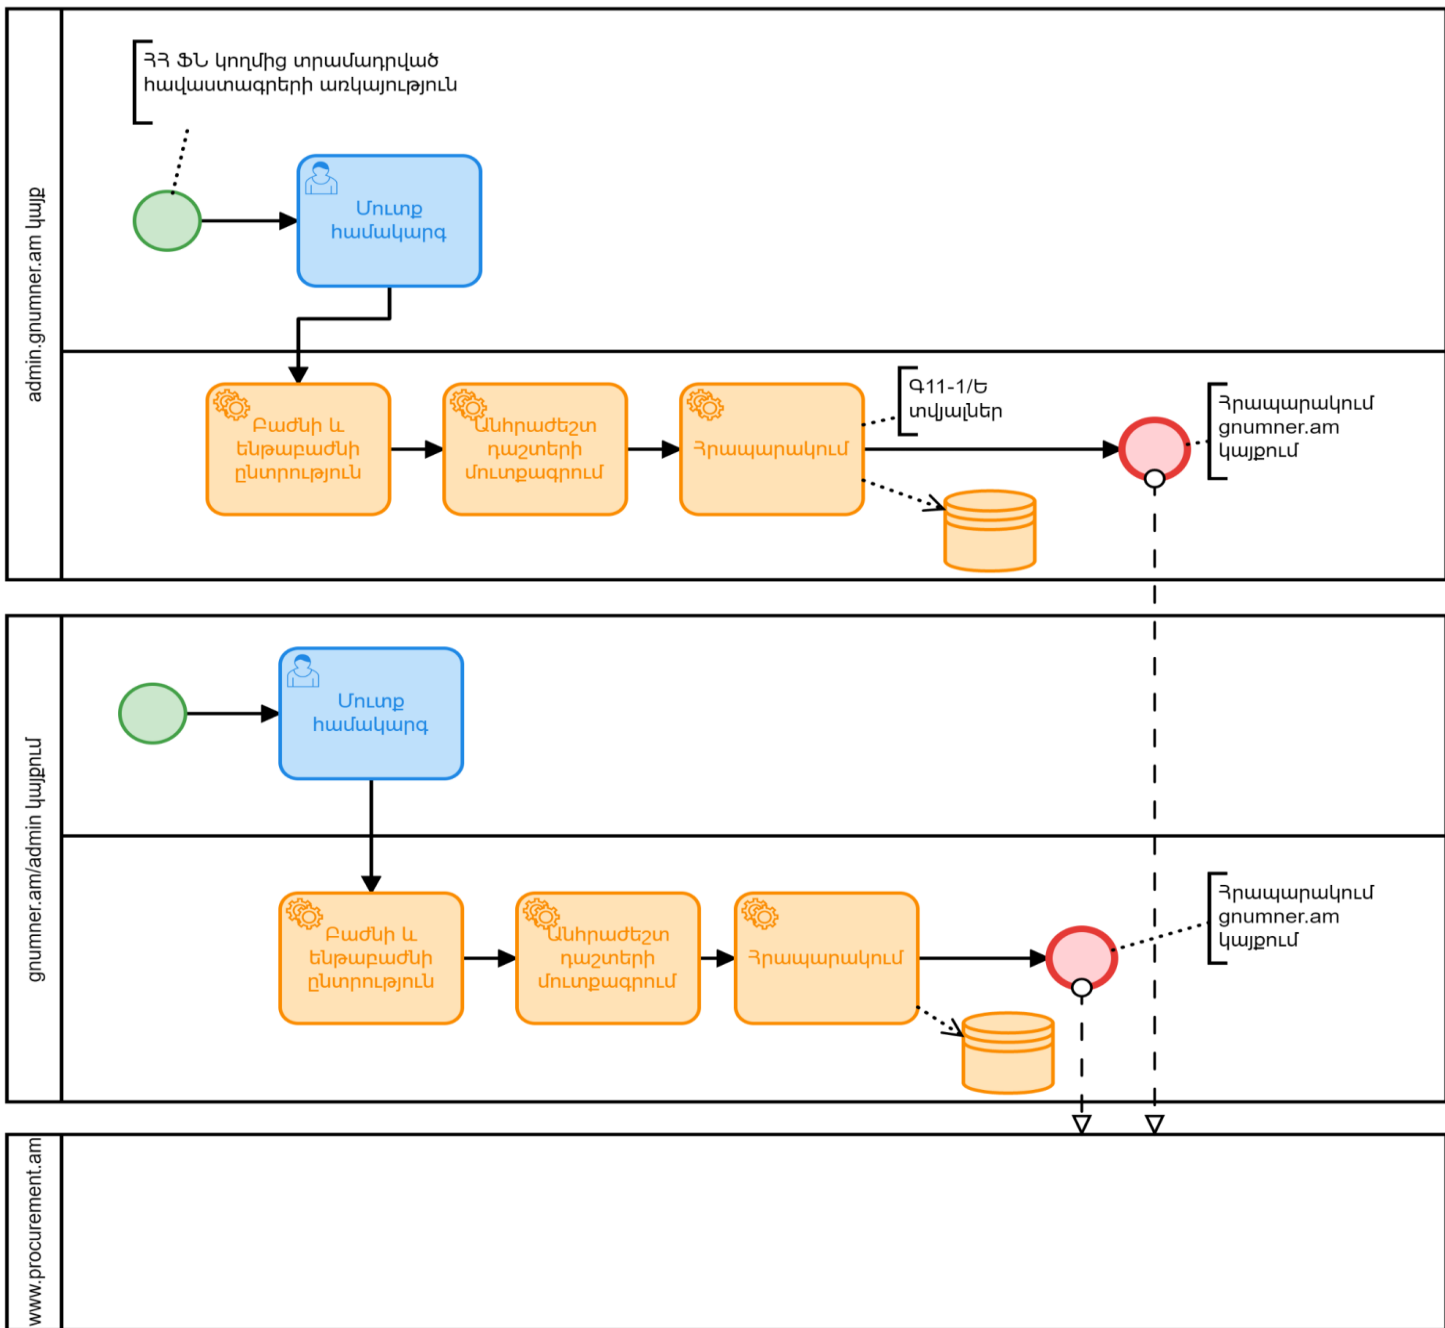 admin.gnumner.am կայք
ՀՀ ՖՆ կողմից տրամադրված
հավաստագրերի առկայություն
Մուտք
համակարգ
Բաժնի և
ենթաբաժնի
ընտրություն
Անհրաժեշտ
դաշտերի
մուտքագրում
Հրապարակում
Գ11-1/Ե
տվյալներ
Հրապարակում
gnumner.am
կայքում
gnumner.am/admin կայքում
Մուտք
համակարգ
Բաժնի և
ենթաբաժնի
ընտրություն
Անհրաժեշտ
դաշտերի
մուտքագրում
Հրապարակում
Հրապարակում
gnumner.am
կայքում
www.procurement.am